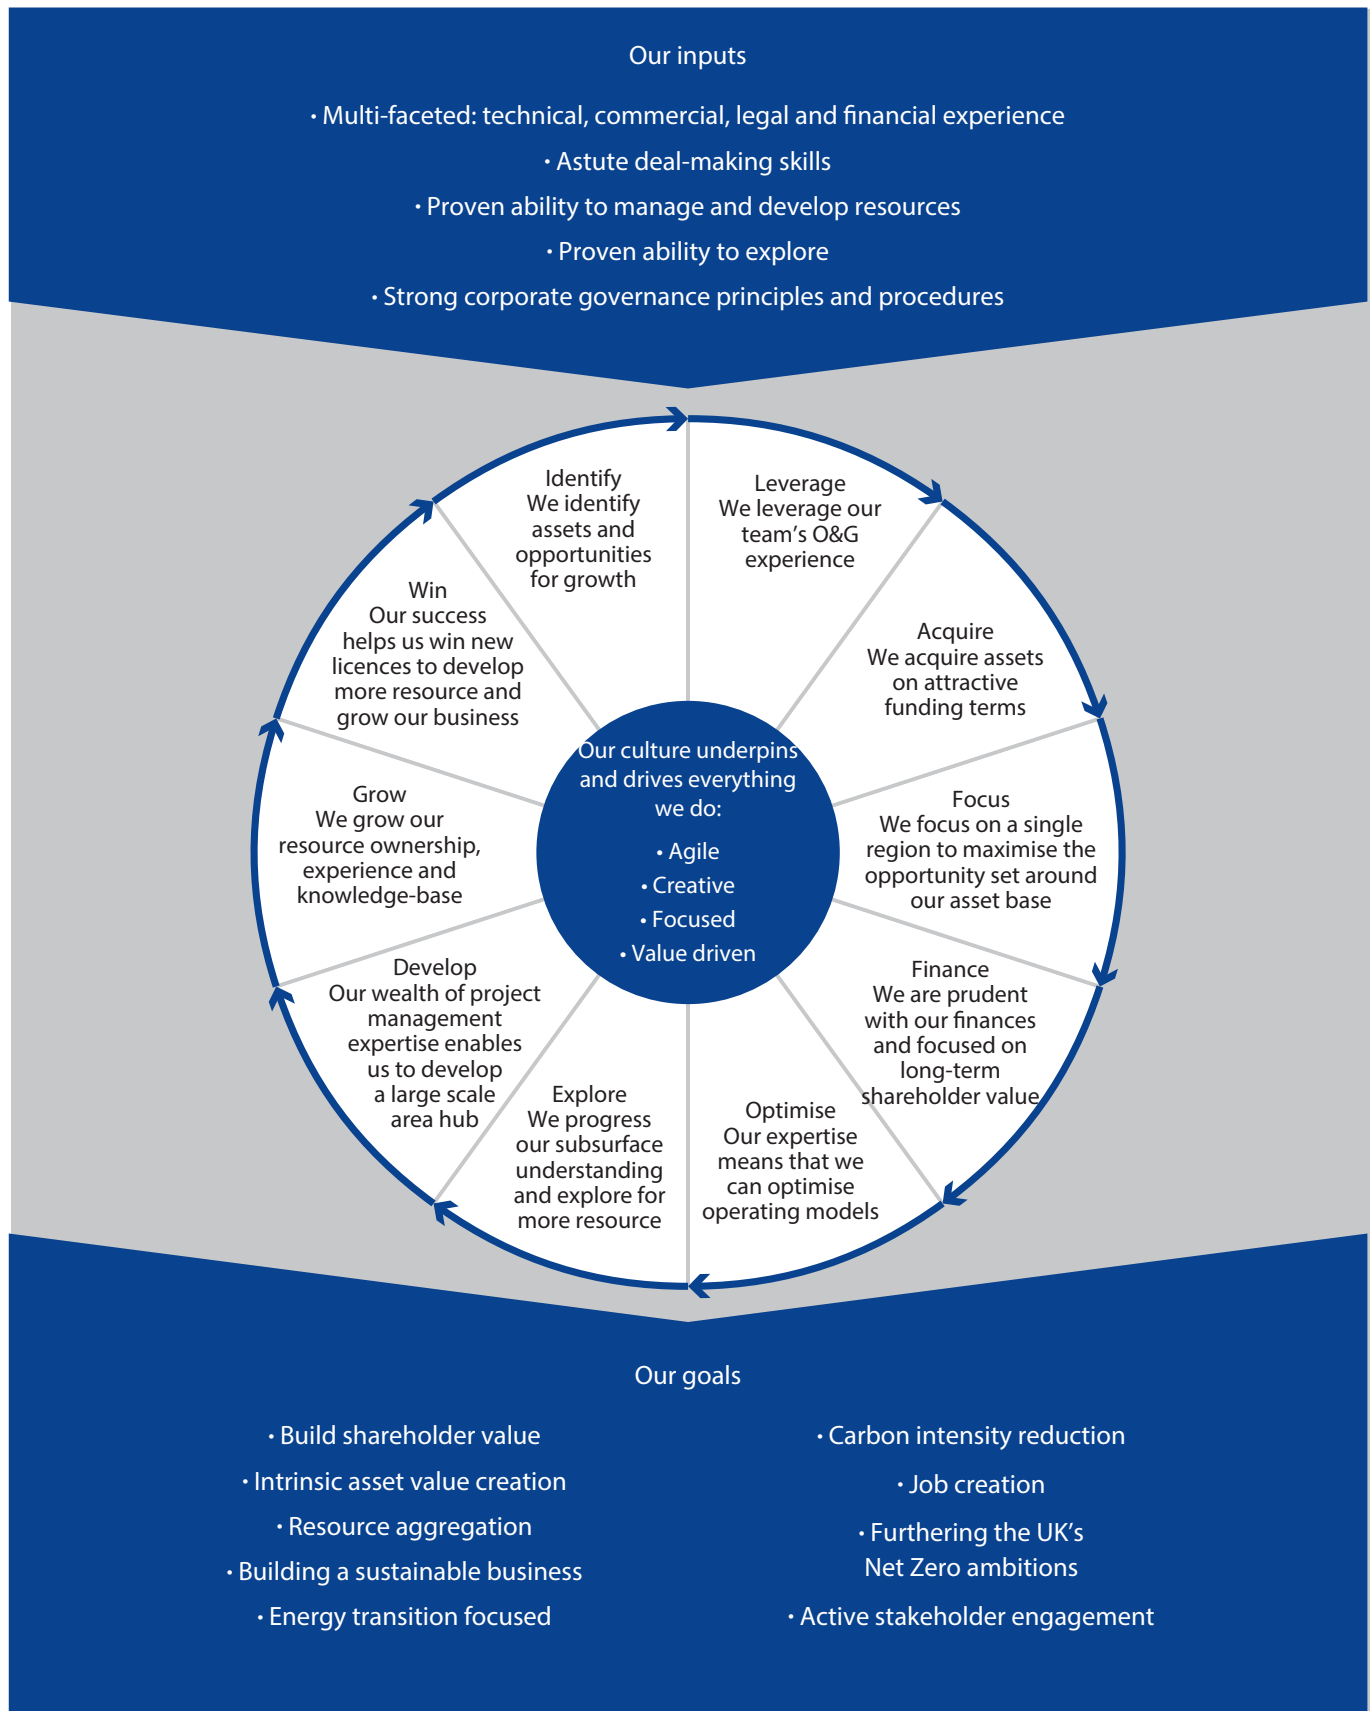 Our inputs
• Multi-faceted: technical, commercial, legal and financial experience
• Astute deal-making skills
• Proven ability to manage and develop resources
• Proven ability to explore
• Strong corporate governance principles and procedures
Identify
We identify
assets and
opportunities
for growth
Leverage
We leverage our
team’s O&G
experience
Acquire
We acquire assets
on attractive
funding terms
Focus
We focus on a single
region to maximise the
opportunity set around
our asset base
Finance
We are prudent
with our finances
and focused on
long-term
shareholder value
Optimise
Our expertise
means that we
can optimise
operating models
Explore
We progress
our subsurface
understanding
and explore for
more resource
Develop
Our wealth of project
management
expertise enables
us to develop
a large scale
area hub
Grow
We grow our
resource ownership,
experience and
knowledge-base
Win
Our success
helps us win new
licences to develop
more resource and
grow our business
Our culture underpins
and drives everything
we do:
• Agile
• Creative
• Focused
• Value driven
Our goals
• Build shareholder value
• Intrinsic asset value creation
• Resource aggregation
• Building a sustainable business
• Energy transition focused
• Carbon intensity reduction
• Job creation
• Furthering the UK’s
Net Zero ambitions
• Active stakeholder engagement